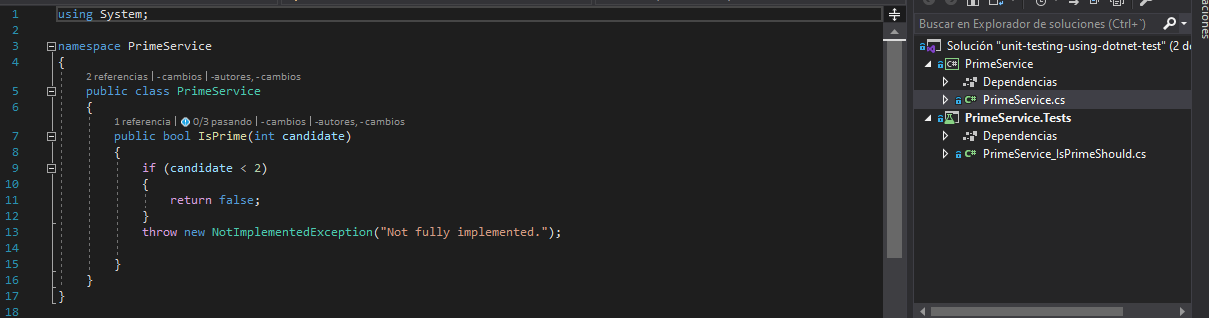 1 using System;
2
3 namespace PrimeService
4 {
2 referencias | - cambios | -autores, - cambios
5 public class PrimeService
6 {
1 referencia | 0/3 pasando | - cambios | -autores, - cambios
7 public bool IsPrime(int candidate)
8 {
9 if (candidate < 2)
10 {
11 return false;
12 }
13 throw new NotImplementedException("Not fully implemented.");
14
15 }
16 }
17 }
18
Buscar en Explorador de soluciones (Ctrl+´)
Solución "unit-testing-using-dotnet-test" (2 de
C# PrimeService
Dependencias
C# PrimeService.cs
PrimeService.Tests
Dependencias
C# PrimeService_IsPrimeShould.cs
aciones